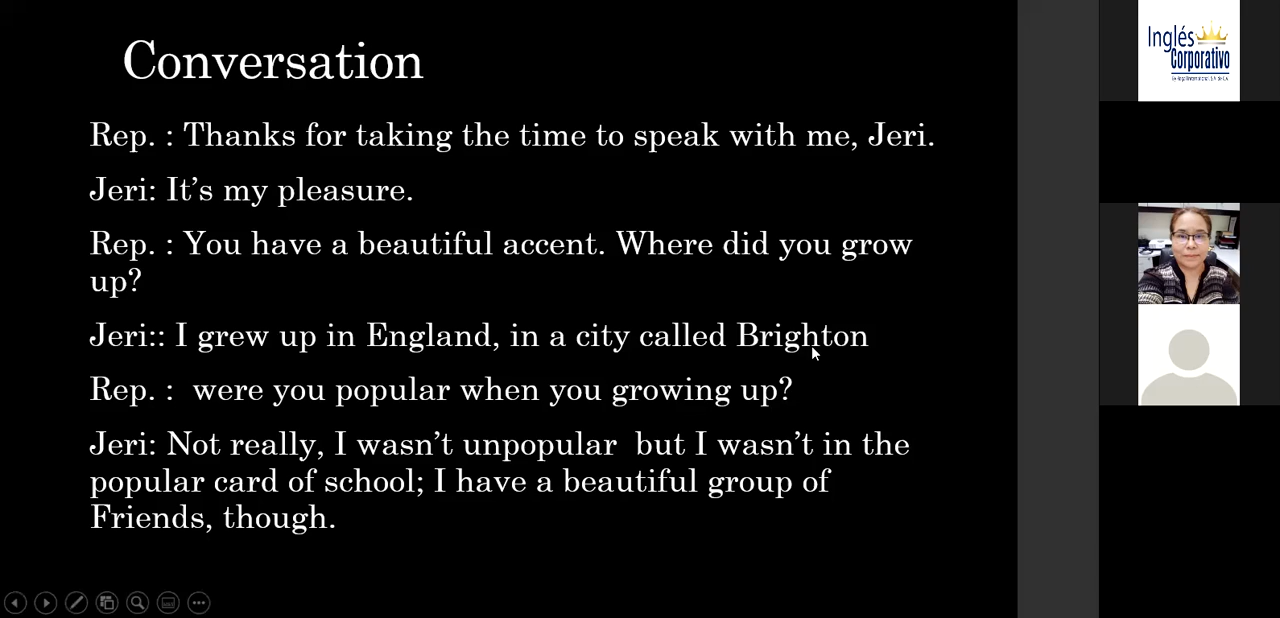 Conversation
Rep. : Thanks for taking the time to speak with me, Jeri.
Jeri: It’s my pleasure.
Rep. : You have a beautiful accent. Where did you grow
up?
Jeri:: I grew up in England, in a city called Brighton
Rep. :  were you popular when you growing up?
Jeri: Not really, I wasn’t unpopular  but I wasn’t in the
popular card of school; I have a beautiful group of
Friends, though.
Inglés
Corporativo